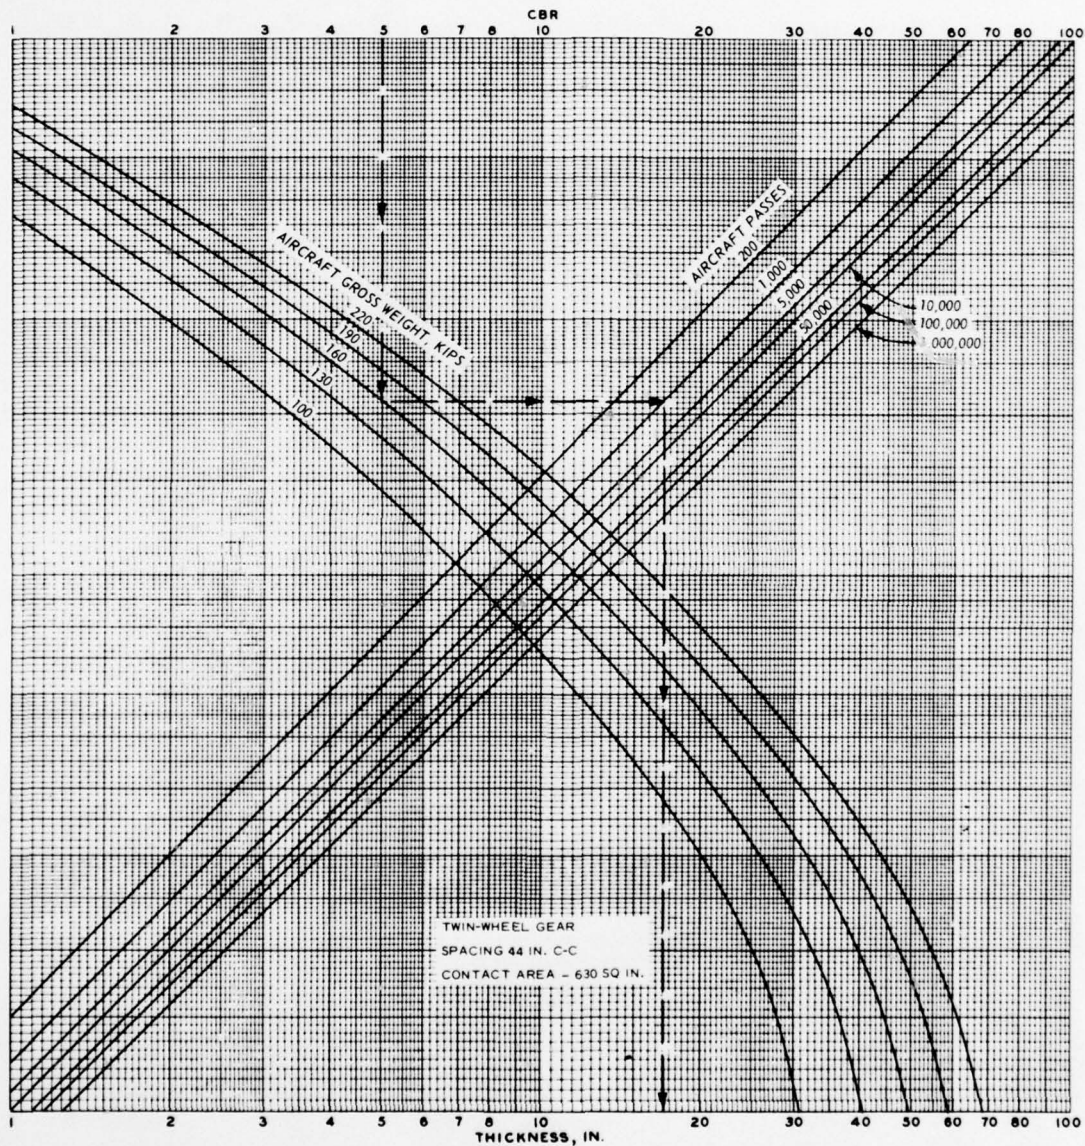 CBR
1 2 3 4 5 6 7 8 10 20 30 40 50 60 70 80 100
AIRCRAFT PASSES
200
1,000
5,000
50,000
10,000
100,000
1,000,000
AIRCRAFT GROSS WEIGHT, KIPS
220
190
160
130
100
TWIN-WHEEL GEAR
SPACING 44 IN. C-C
CONTACT AREA - 630 SQ IN.
1 2 3 4 5 6 7 8 10 20 30 40 50 60 70 80 100
THICKNESS, IN.